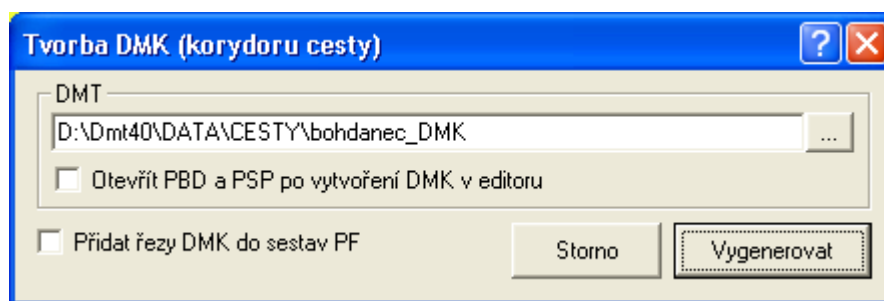 Tvorba DMK (korydoru cesty)
DMT
D:\Dmt40\DATA\CESTY\bohdanec_DMK
...
Otevřít PBD a PSP po vytvoření DMK v editoru
Přidat řezy DMK do sestav PF
Storno
Vygenerovat